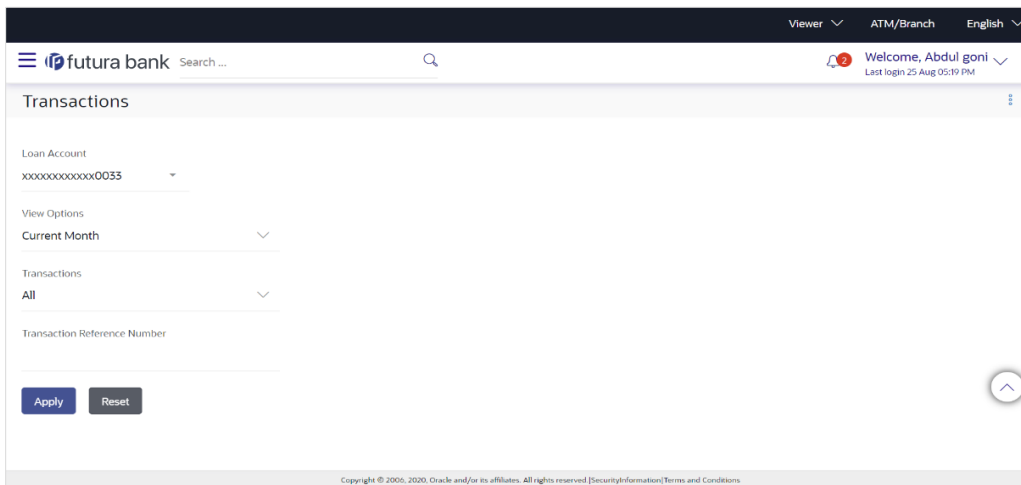 Viewer ATM/Branch English
futura bank Search ... 2 Welcome, Abdul goni
Last login 25 Aug 05:19 PM
Transactions
Loan Account
xxxxxxxxxxxx0033
View Options
Current Month
Transactions
All
Transaction Reference Number
Apply Reset
Copyright © 2006, 2020, Oracle and/or its affiliates. All rights reserved.|SecurityInformation|Terms and Conditions